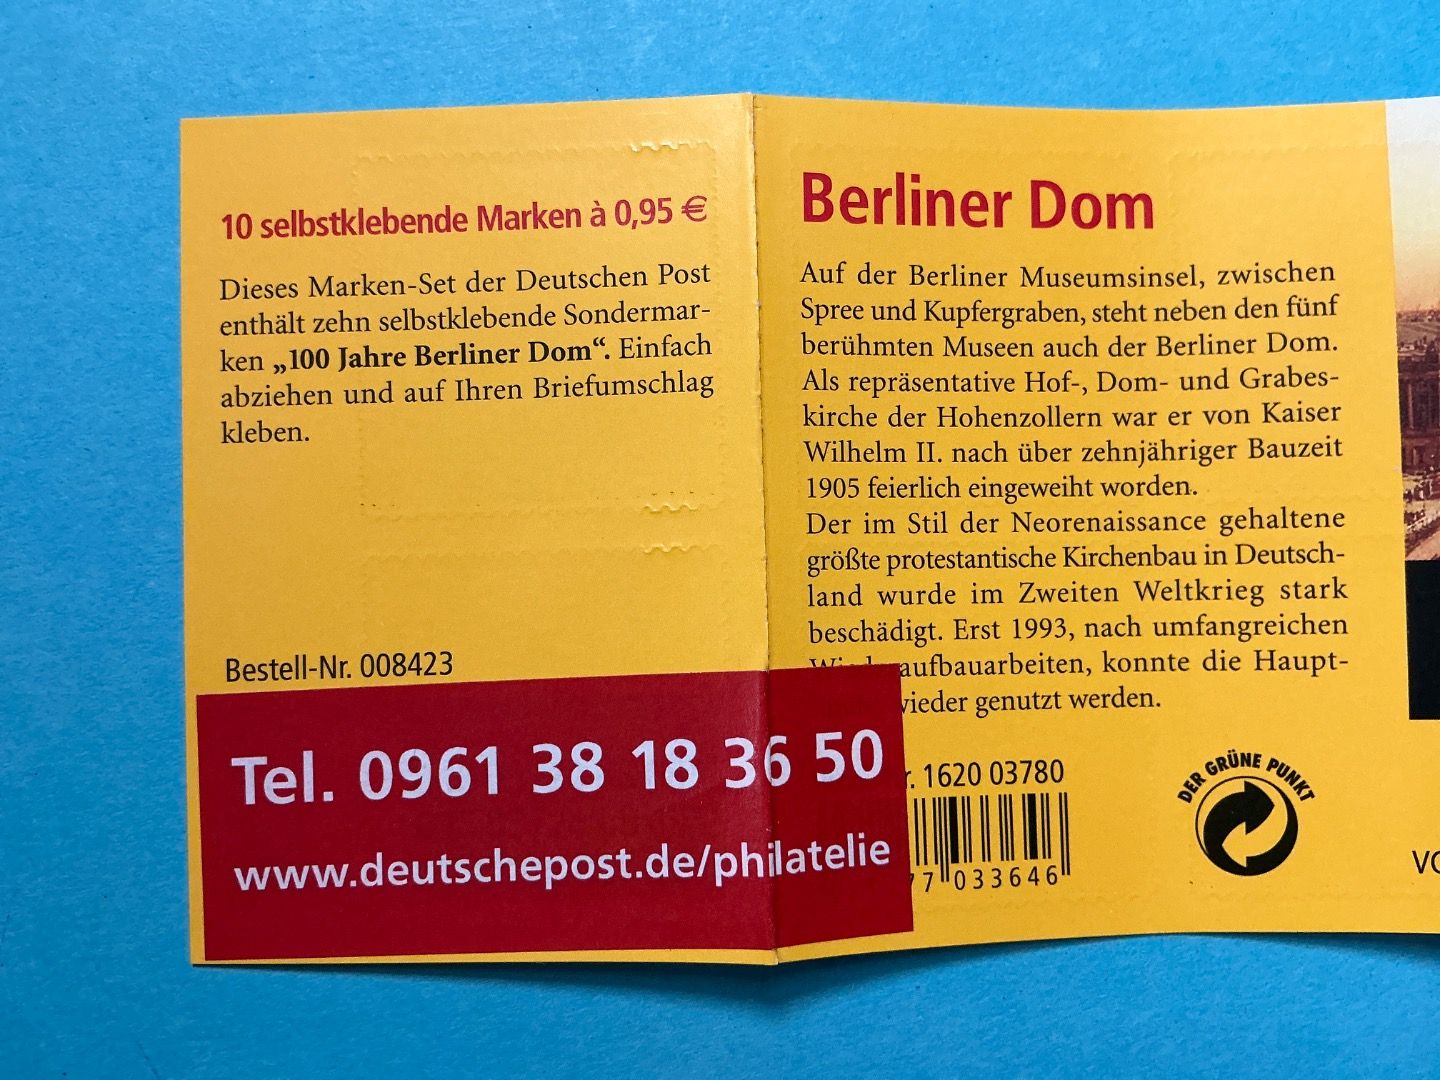 10 selbstklebende Marken à 0,95 €
Dieses Marken-Set der Deutschen Post
enthält zehn selbstklebende Sondermar-
ken „100 Jahre Berliner Dom“. Einfach
abziehen und auf Ihren Briefumschlag
kleben.
Bestell-Nr. 008423
Tel. 0961 38 18 36 50
www.deutschepost.de/philatelie
Berliner Dom
Auf der Berliner Museumsinsel, zwischen
Spree und Kupfergraben, steht neben den fünf
berühmten Museen auch der Berliner Dom.
Als repräsentative Hof-, Dom- und Grabes-
kirche der Hohenzollern war er von Kaiser
Wilhelm II. nach über zehnjähriger Bauzeit
1905 feierlich eingeweiht worden.
Der im Stil der Neorenaissance gehaltene
größte protestantische Kirchenbau in Deutsch-
land wurde im Zweiten Weltkrieg stark
beschädigt. Erst 1993, nach umfangreichen
Wiederaufbauarbeiten, konnte die Haupt-
wieder genutzt werden.
r. 1620 03780
77 033646
DER GRÜNE PUNKT